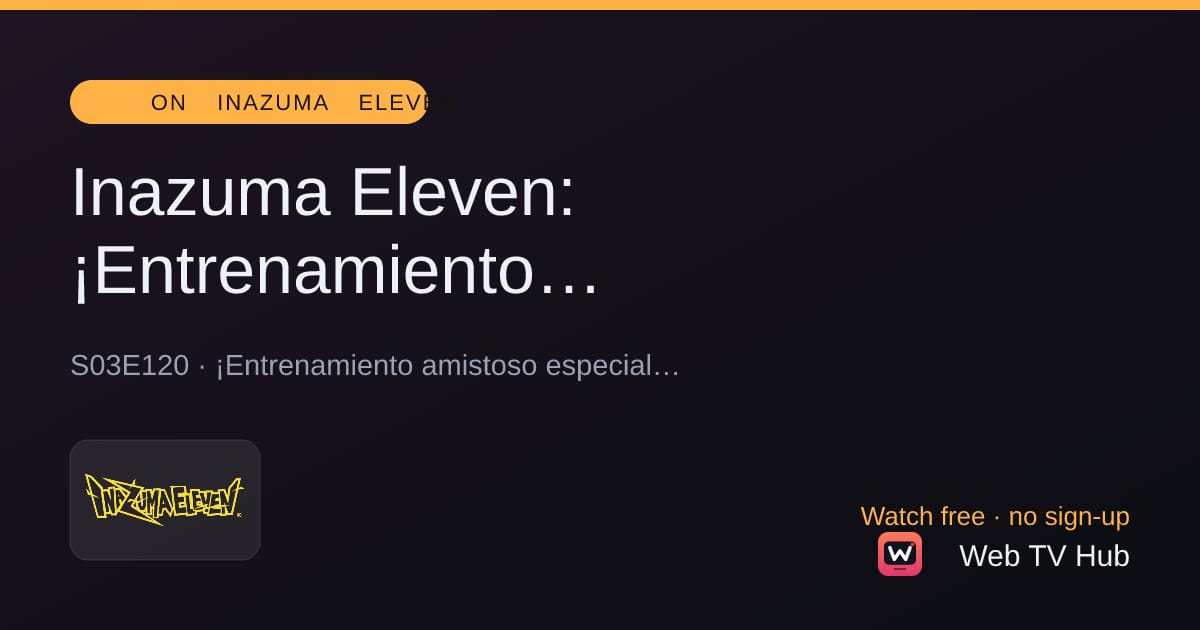 ON INAZUMA ELEVEN
Inazuma Eleven:
¡Entrenamiento…
S03E120 · ¡Entrenamiento amistoso especial…
INAZUMA ELEVEN
Watch free · no sign-up
W
Web TV Hub